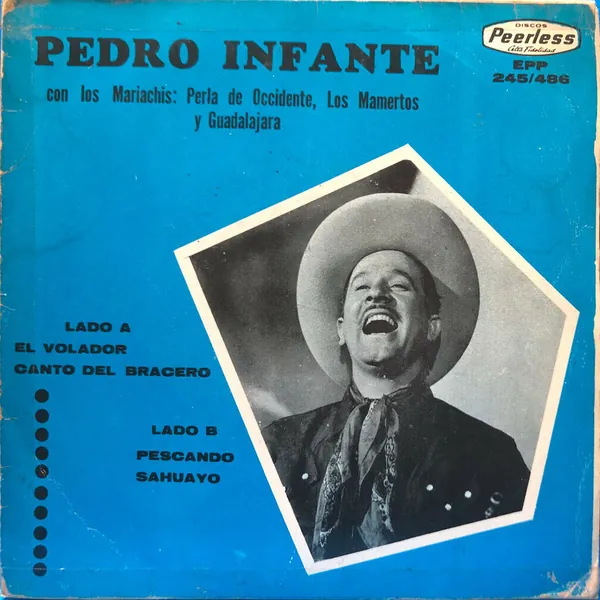 PEDRO INFANTE
con los Mariachis: Perla de Occidente, Los Mamertos
y Guadalajara
DISCOS
Peerless
Alta Fidelidad
EPP
245/486
LADO A
EL VOLADOR
CANTO DEL BRACERO
LADO B
PESCANDO
SAHUAYO